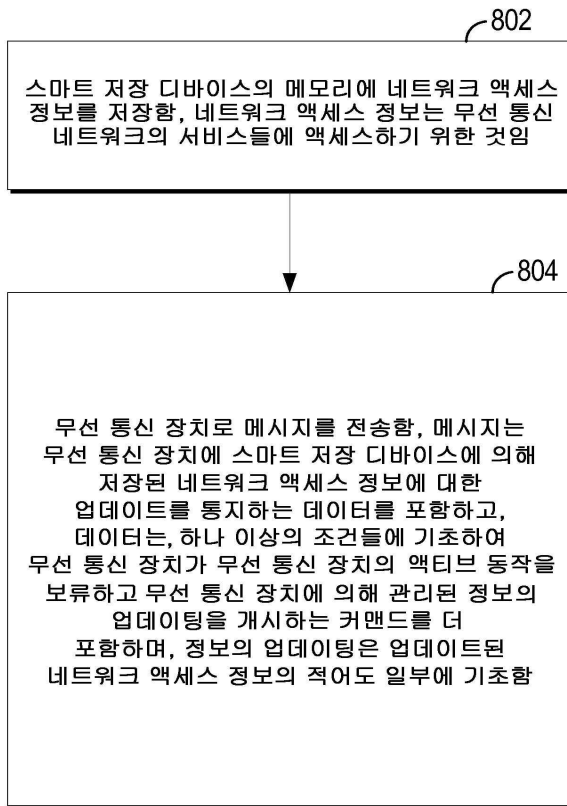 802
스마트 저장 디바이스의 메모리에 네트워크 액세스
정보를 저장함, 네트워크 액세스 정보는 무선 통신
네트워크의 서비스들에 액세스하기 위한 것임
804
무선 통신 장치로 메시지를 전송함, 메시지는
무선 통신 장치에 스마트 저장 디바이스에 의해
저장된 네트워크 액세스 정보에 대한
업데이트를 통지하는 데이터를 포함하고,
데이터는, 하나 이상의 조건들에 기초하여
무선 통신 장치가 무선 통신 장치의 액티브 동작을
보류하고 무선 통신 장치에 의해 관리된 정보의
업데이팅을 개시하는 커맨드를 더
포함하며, 정보의 업데이팅은 업데이트된
네트워크 액세스 정보의 적어도 일부에 기초함